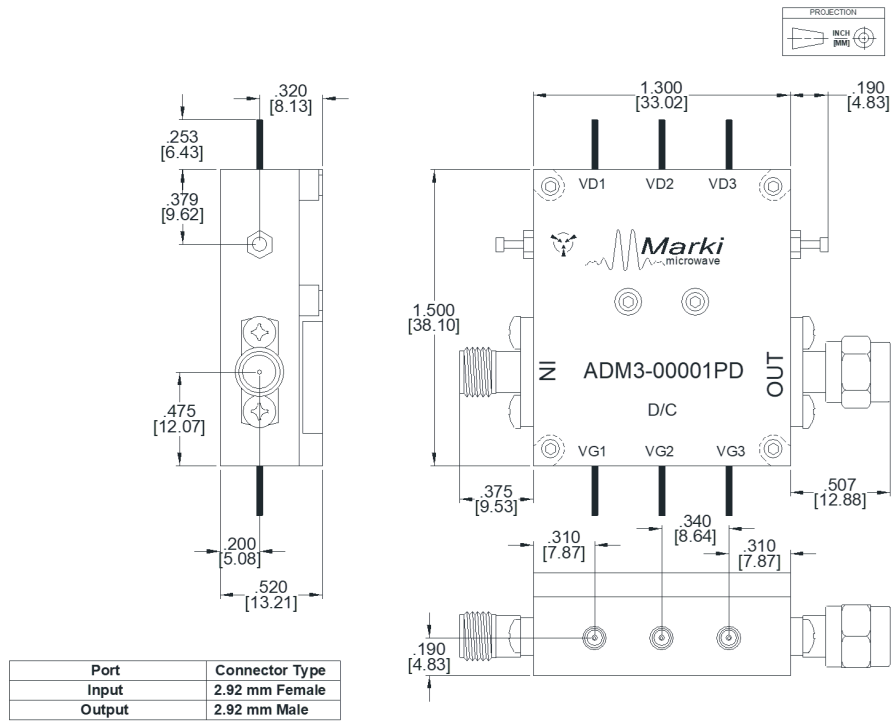 PROJECTION
INCH
[MM]
.320
[8.13]
.253
[6.43]
.379
[9.62]
.475
[12.07]
.200
[5.08]
.520
[13.21]
1.300
[33.02]
.190
[4.83]
VD1 VD2 VD3
Marki
microwave
1.500
[38.10]
IN
ADM3-00001PD
OUT
D/C
VG1 VG2 VG3
.375
[9.53]
.507
[12.88]
.340
[8.64]
.310
[7.87]
.310
[7.87]
.190
[4.83]
Port Connector Type
Input 2.92 mm Female
Output 2.92 mm Male